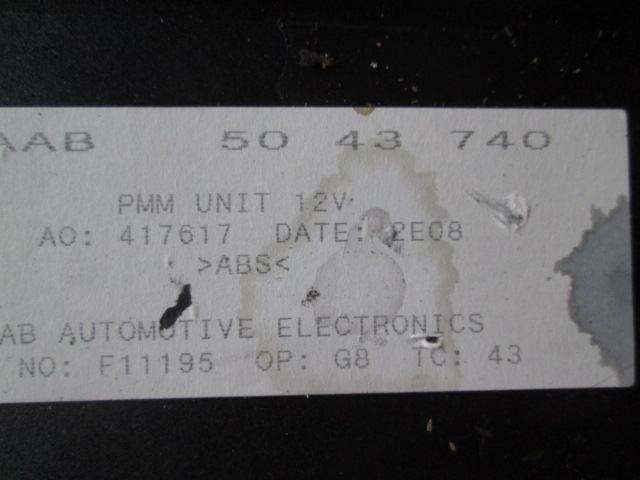 AAB 50 43 740
PMM UNIT 12V
AO: 417617 DATE: 2E08
>ABS<
AB AUTOMOTIVE ELECTRONICS
NO: F11195 OP: G8 TC: 43